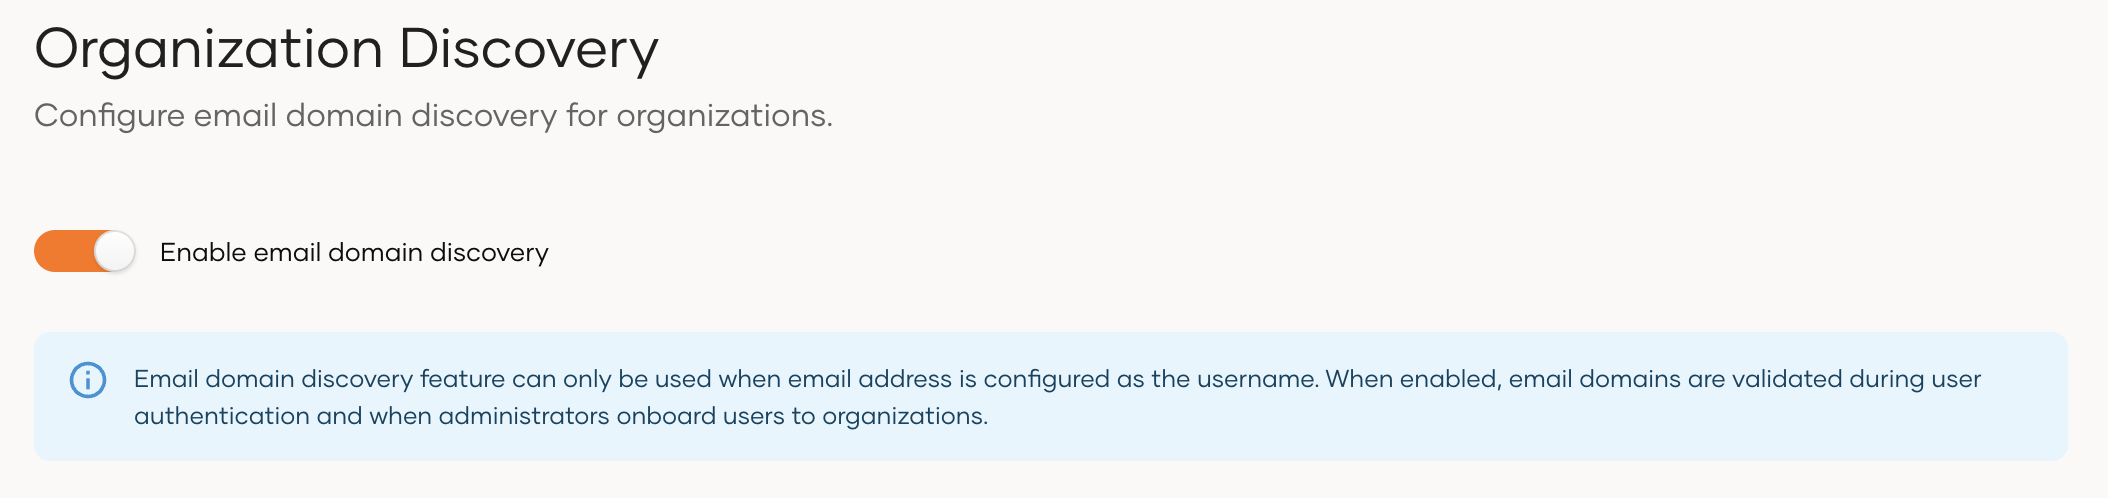 Organization Discovery
Configure email domain discovery for organizations.
Enable email domain discovery
Email domain discovery feature can only be used when email address is configured as the username. When enabled, email domains are validated during user
authentication and when administrators onboard users to organizations.